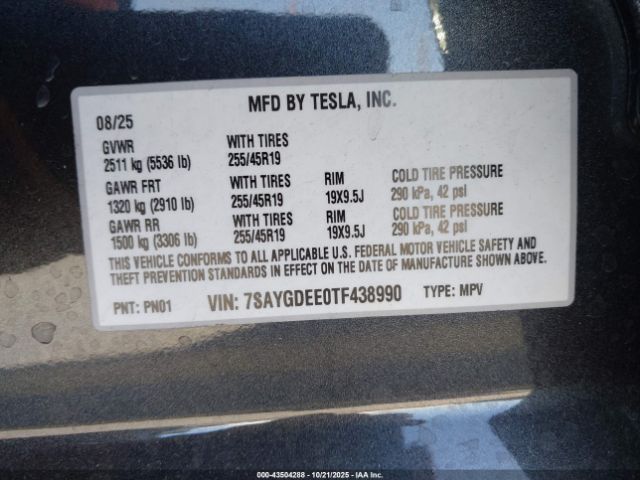 MFD BY TESLA, INC.
08/25
GVWR WITH TIRES
2511 kg (5536 lb) 255/45R19
GAWR FRT WITH TIRES RIM COLD TIRE PRESSURE
1320 kg (2910 lb) 255/45R19 19X9.5J 290 kPa, 42 psi
GAWR RR WITH TIRES RIM COLD TIRE PRESSURE
1500 kg (3306 lb) 255/45R19 19X9.5J 290 kPa, 42 psi
THIS VEHICLE CONFORMS TO ALL APPLICABLE U.S. FEDERAL MOTOR VEHICLE SAFETY AND
THEFT PREVENTION STANDARDS IN EFFECT ON THE DATE OF MANUFACTURE SHOWN ABOVE.
PNT: PN01 VIN: 7SAYGDEE0TF438990 TYPE: MPV
000-43504288 - 10/21/2025 - IAA Inc.